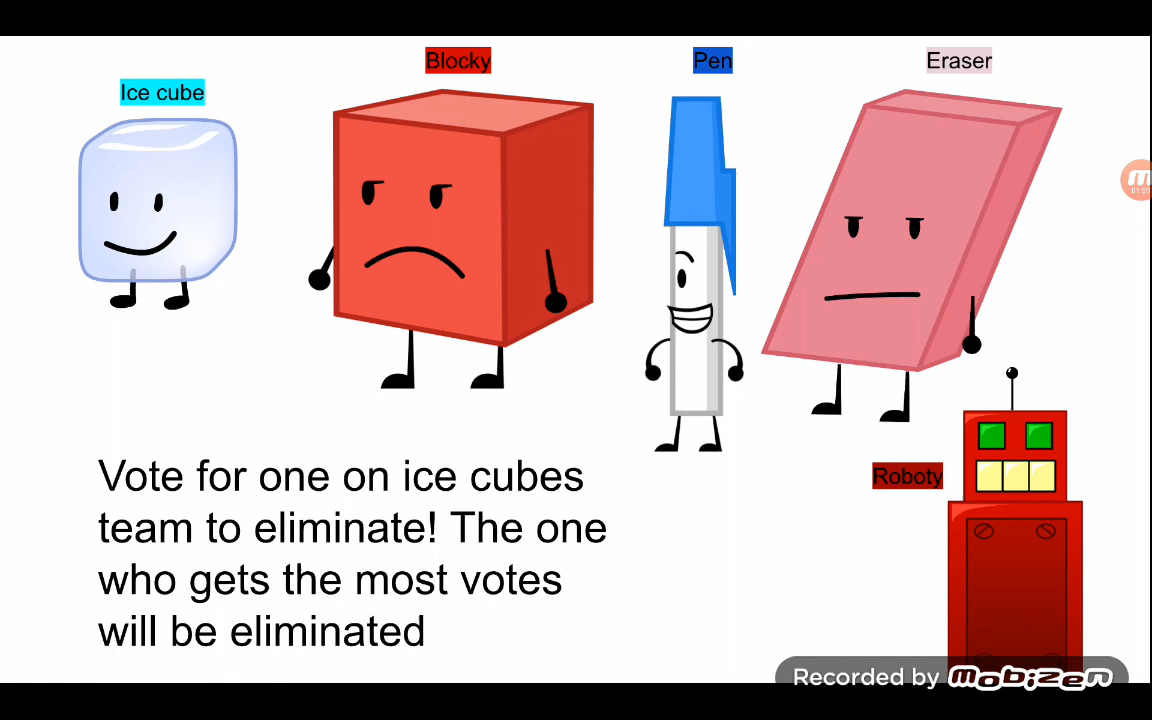 Ice cube
Blocky
Pen
Eraser
Roboty
Vote for one on ice cubes
team to eliminate! The one
who gets the most votes
will be eliminated
Recorded by mobizen